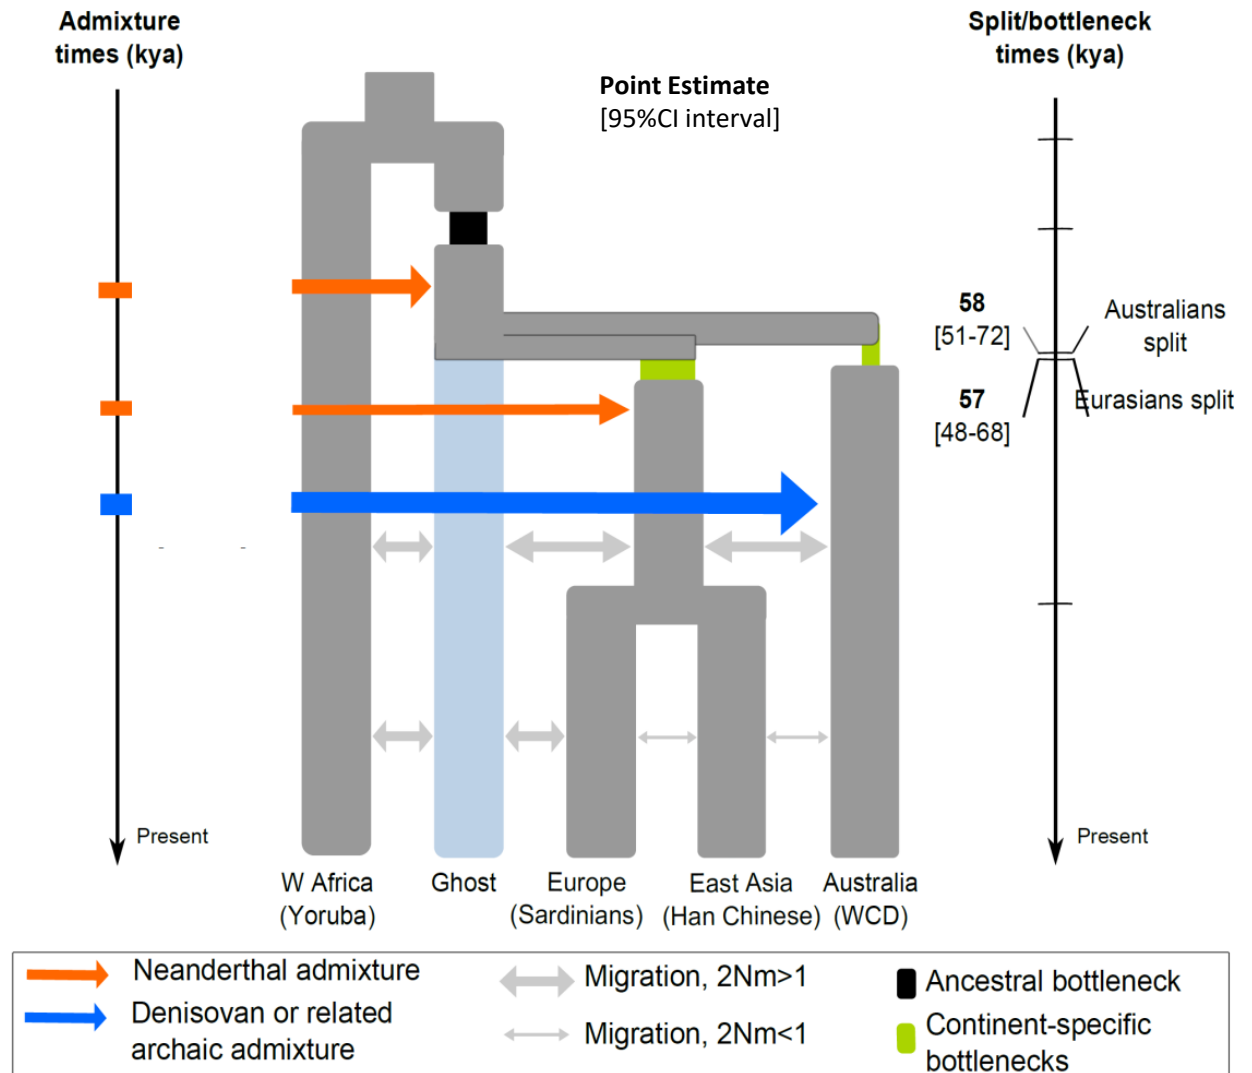 Admixture
times (kya)
Split/bottleneck
times (kya)
Point Estimate
[95%CI interval]
58
[51-72]
Australians
split
57
[48-68]
Eurasians split
Present
Present
W Africa
(Yoruba)
Ghost
Europe
(Sardinians)
East Asia
(Han Chinese)
Australia
(WCD)
Neanderthal admixture
Denisovan or related
archaic admixture
Migration, 2Nm>1
Migration, 2Nm<1
Ancestral bottleneck
Continent-specific
bottlenecks